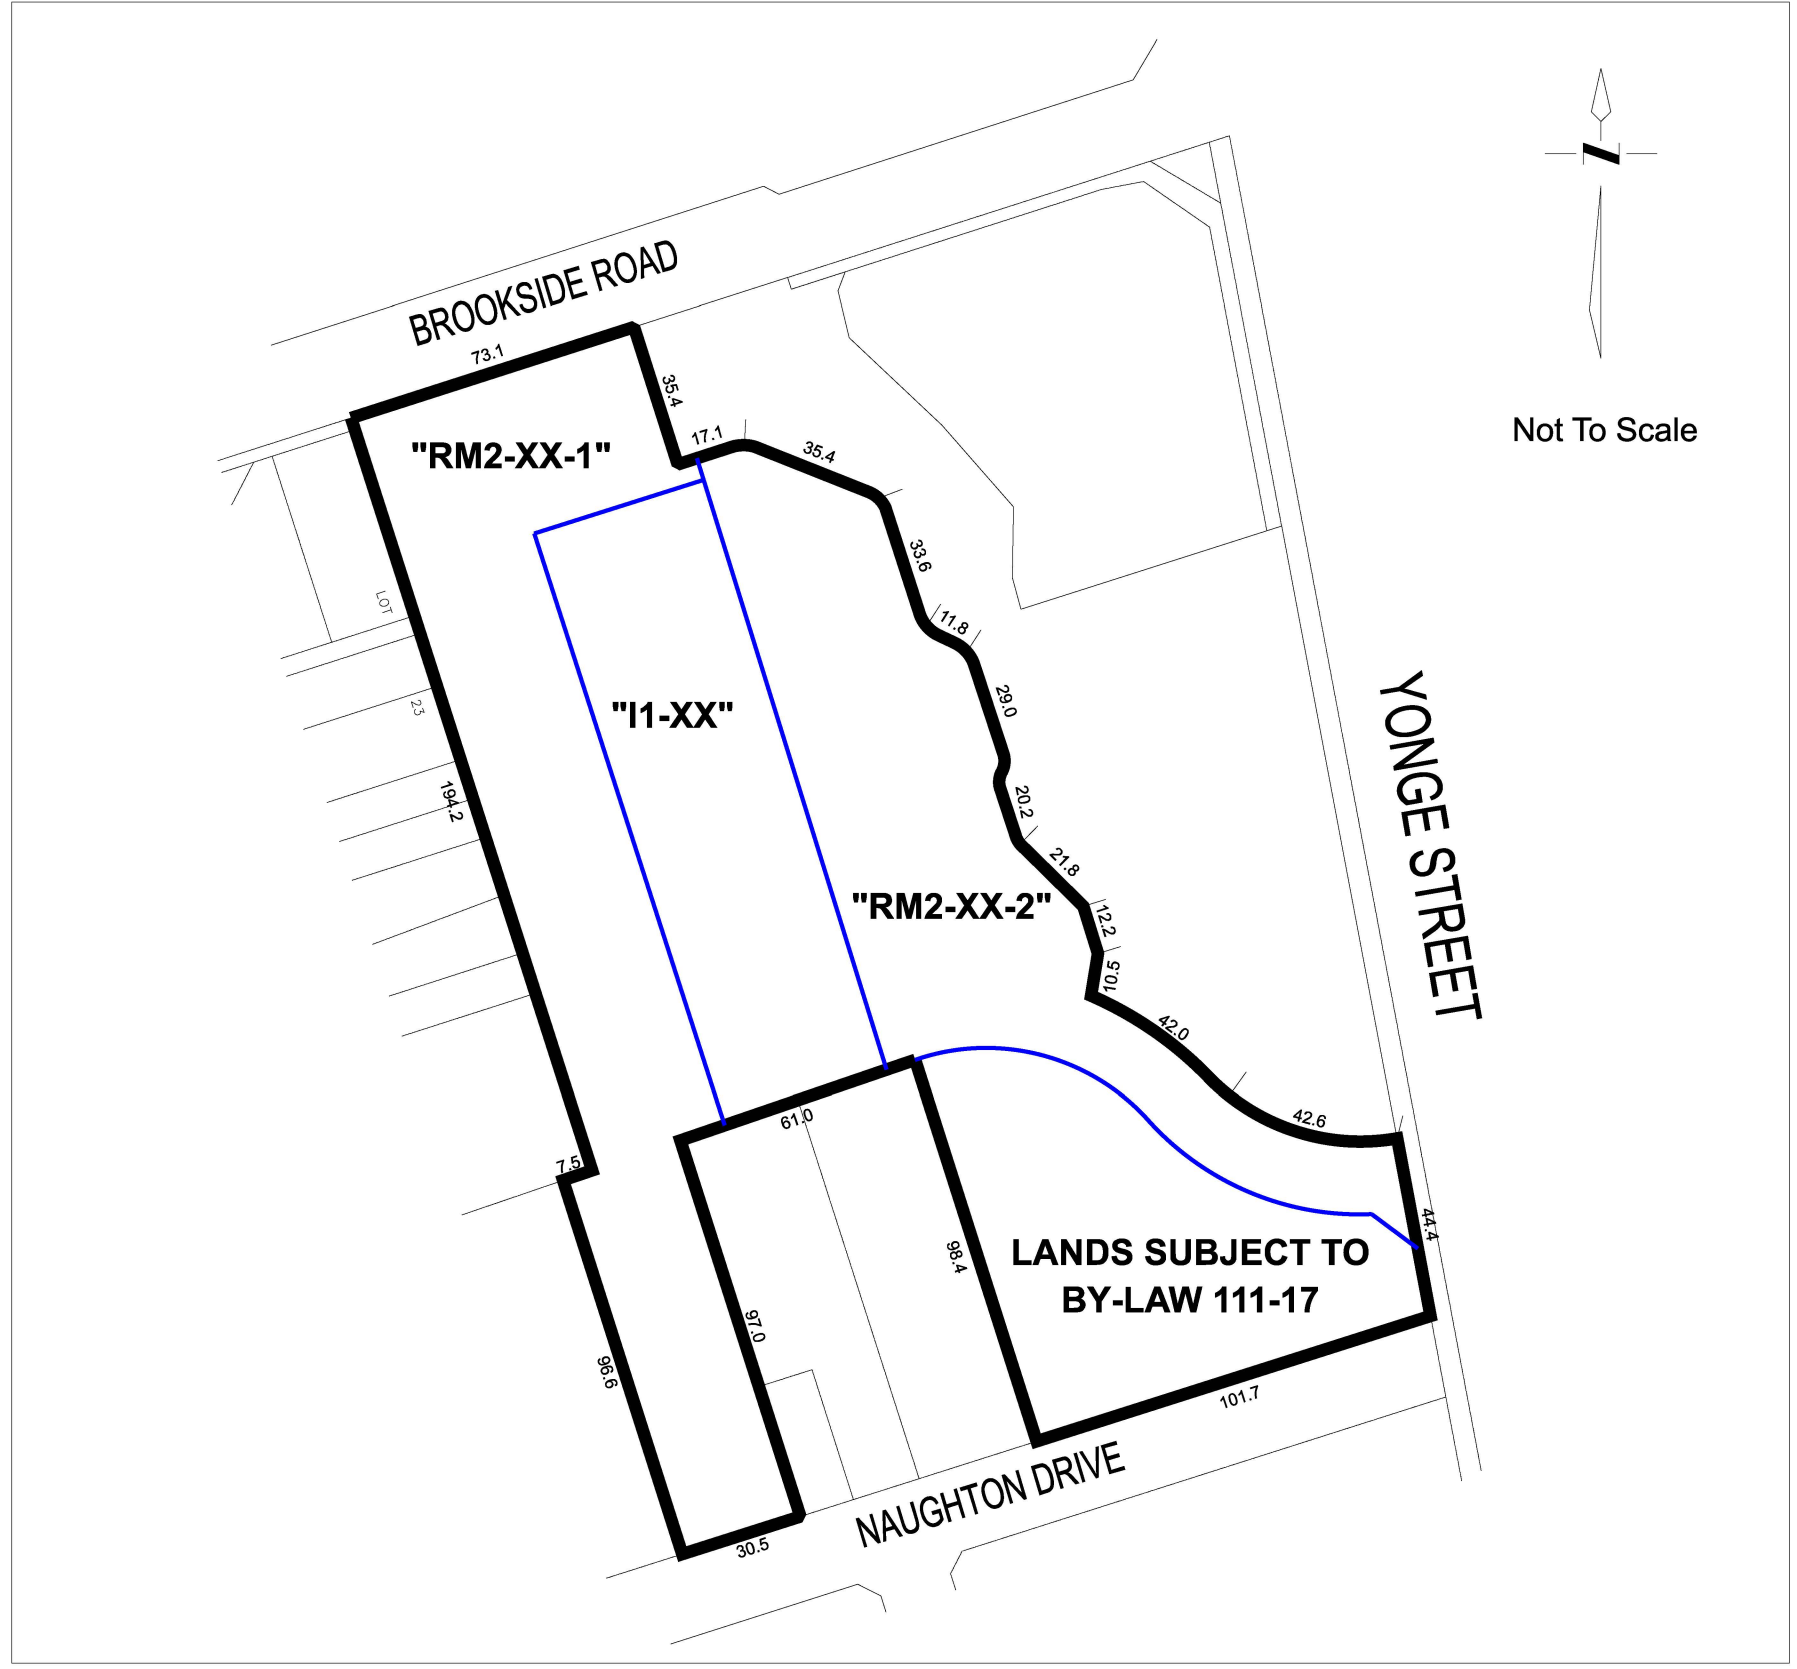 BROOKSIDE ROAD
N
Not To Scale
73.1
35.4
"RM2-XX-1"
17.1
35.4
33.6
LOT
11.8
23
29.0
"I1-XX"
YONGE STREET
194.2
20.2
21.8
"RM2-XX-2"
12.2
10.5
42.0
61.0
42.6
7.5
44.4
98.4
LANDS SUBJECT TO
BY-LAW 111-17
97.0
96.6
101.7
NAUGHTON DRIVE
30.5